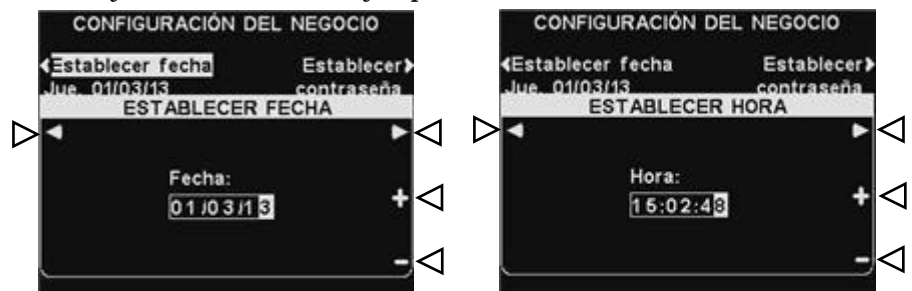 CONFIGURACIÓN DEL NEGOCIO
Establecer fecha Establecer
Jue. 01/03/13 contraseña
ESTABLECER FECHA
Fecha:
01/03/13
+
-
CONFIGURACIÓN DEL NEGOCIO
Establecer fecha Establecer
Jue. 01/03/13 contraseña
ESTABLECER HORA
Hora:
15:02:48
+
-